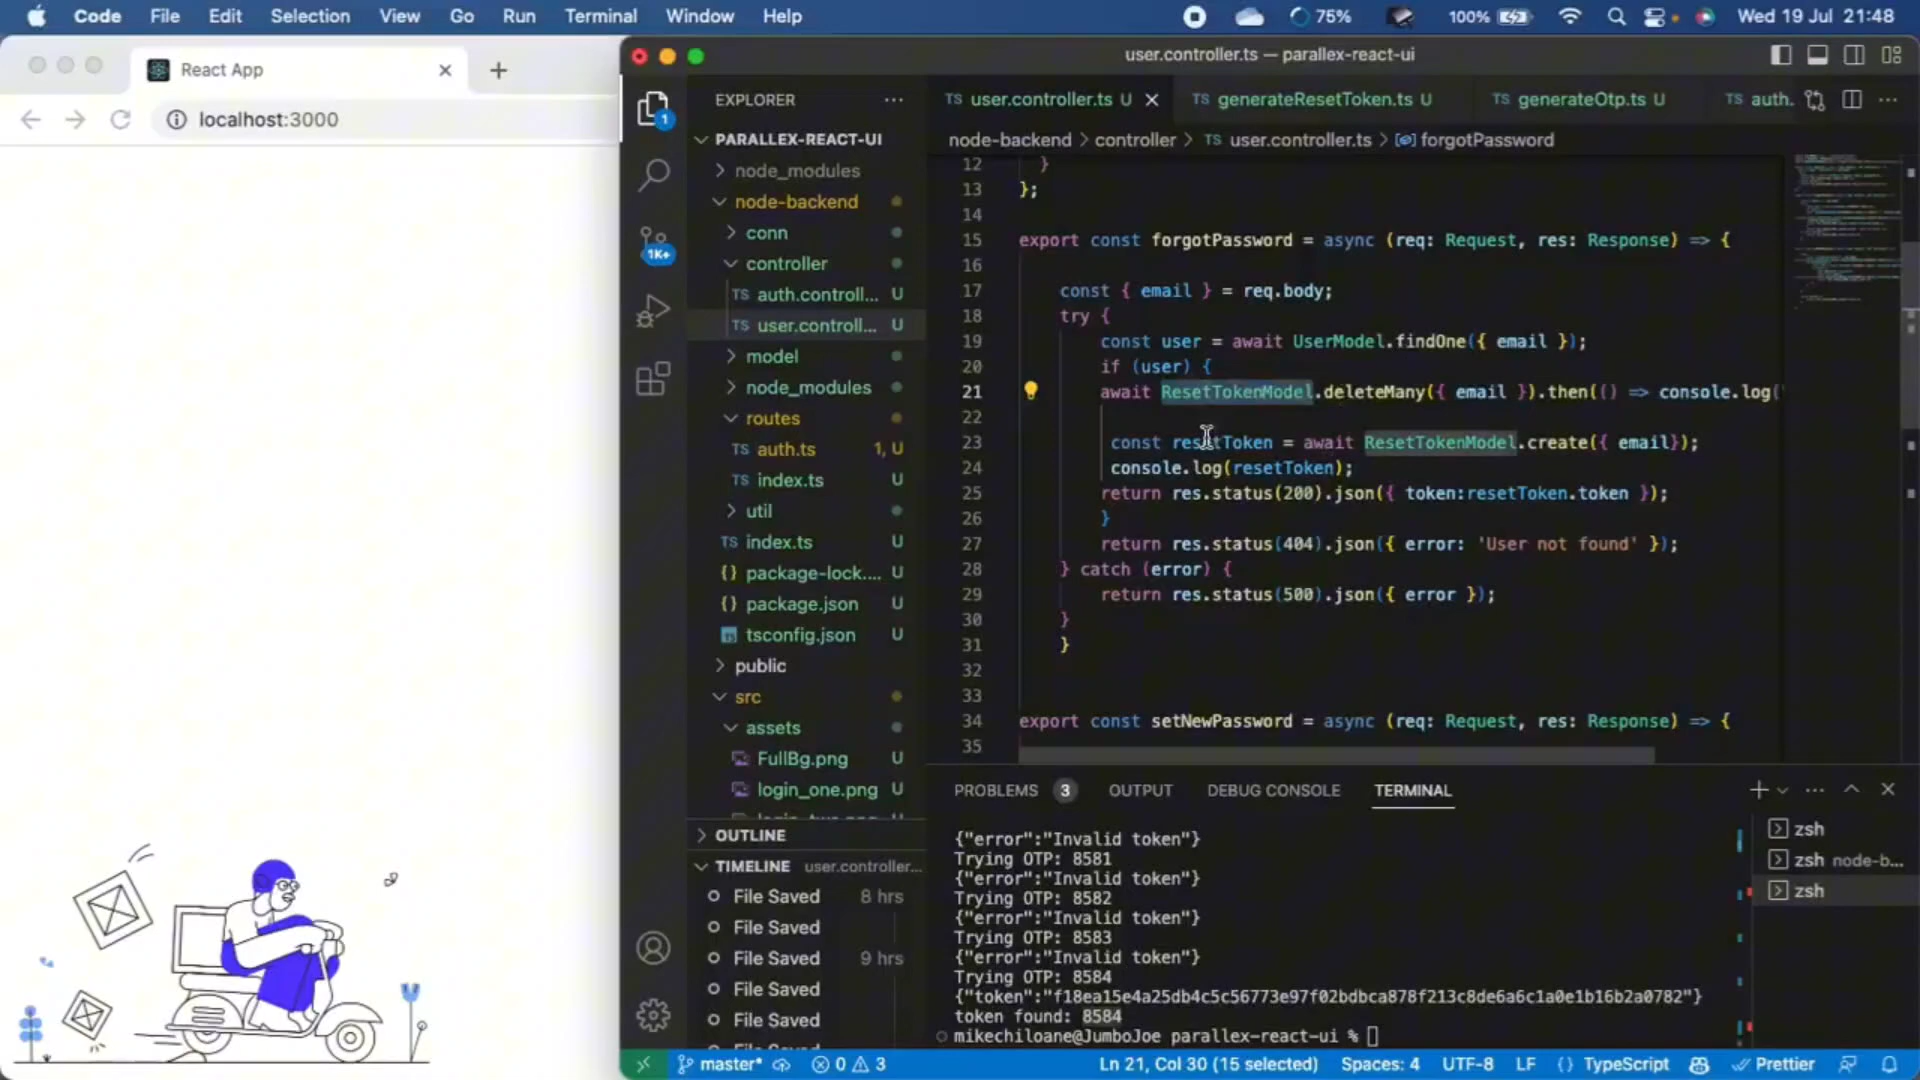 Code File Edit Selection View Go Run Terminal Window Help
75% 100% Wed 19 Jul 21:48
React App
localhost:3000
user.controller.ts — parallex-react-ui
EXPLORER
1
1K+
PARALLEX-REACT-UI
node_modules
node-backend
conn
controller
TS auth.controll... U
TS user.controll... U
model
node_modules
routes
TS auth.ts 1, U
TS index.ts U
util
TS index.ts U
{} package-lock.... U
{} package.json U
tsconfig.json U
public
src
assets
FullBg.png U
login_one.png U
OUTLINE
TIMELINE user.controller...
File Saved 8 hrs
File Saved
File Saved 9 hrs
File Saved
File Saved
TS user.controller.ts U TS generateResetToken.ts U TS generateOtp.ts U TS auth.
node-backend > controller > TS user.controller.ts > forgotPassword
12 }
13 };
14
15 export const forgotPassword = async (req: Request, res: Response) => {
16
17 const { email } = req.body;
18 try {
19 const user = await UserModel.findOne({ email });
20 if (user) {
21 await ResetTokenModel.deleteMany({ email }).then(() => console.log(
22
23 const resetToken = await ResetTokenModel.create({ email});
24 console.log(resetToken);
25 return res.status(200).json({ token:resetToken.token });
26 }
27 return res.status(404).json({ error: 'User not found' });
28 } catch (error) {
29 return res.status(500).json({ error });
30 }
31 }
32
33
34 export const setNewPassword = async (req: Request, res: Response) => {
35
PROBLEMS 3 OUTPUT DEBUG CONSOLE TERMINAL
{"error":"Invalid token"}
Trying OTP: 8581
{"error":"Invalid token"}
Trying OTP: 8582
{"error":"Invalid token"}
Trying OTP: 8583
{"error":"Invalid token"}
Trying OTP: 8584
{"token":"f18ea15e4a25db4c5c56773e97f02bdbca878f213c8de6a6c1a0e1b16b2a0782"}
token found: 8584
mikechiloane@JumboJoe parallex-react-ui %
zsh
zsh node-b...
zsh
master* 0 3 Ln 21, Col 30 (15 selected) Spaces: 4 UTF-8 LF {} TypeScript Prettier